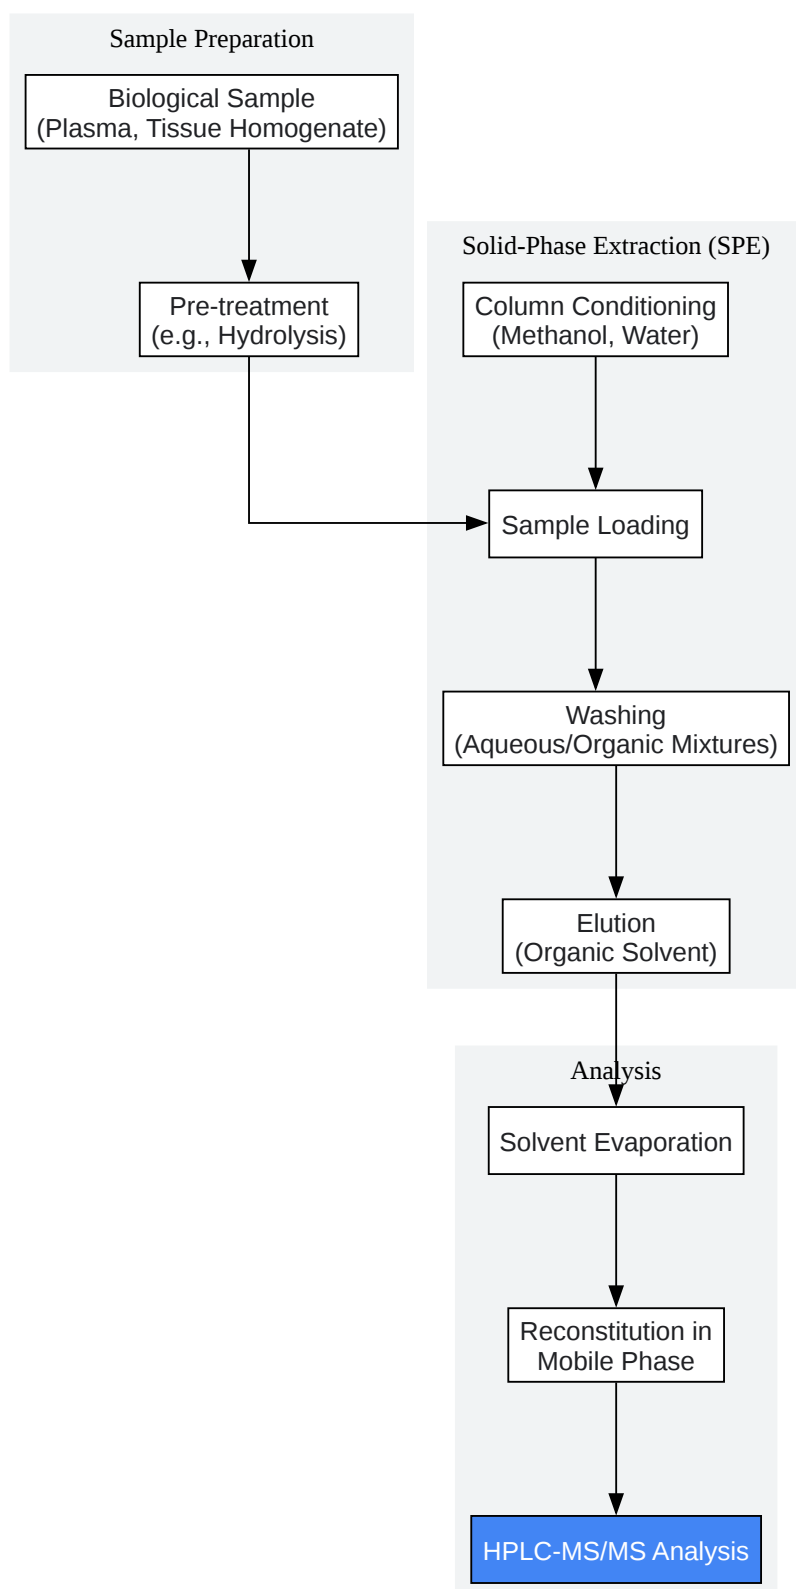 Sample Preparation
Biological Sample
(Plasma, Tissue Homogenate)
Pre-treatment
(e.g., Hydrolysis)
Solid-Phase Extraction (SPE)
Column Conditioning
(Methanol, Water)
Sample Loading
Washing
(Aqueous/Organic Mixtures)
Elution
(Organic Solvent)
Analysis
Solvent Evaporation
Reconstitution in
Mobile Phase
HPLC-MS/MS Analysis